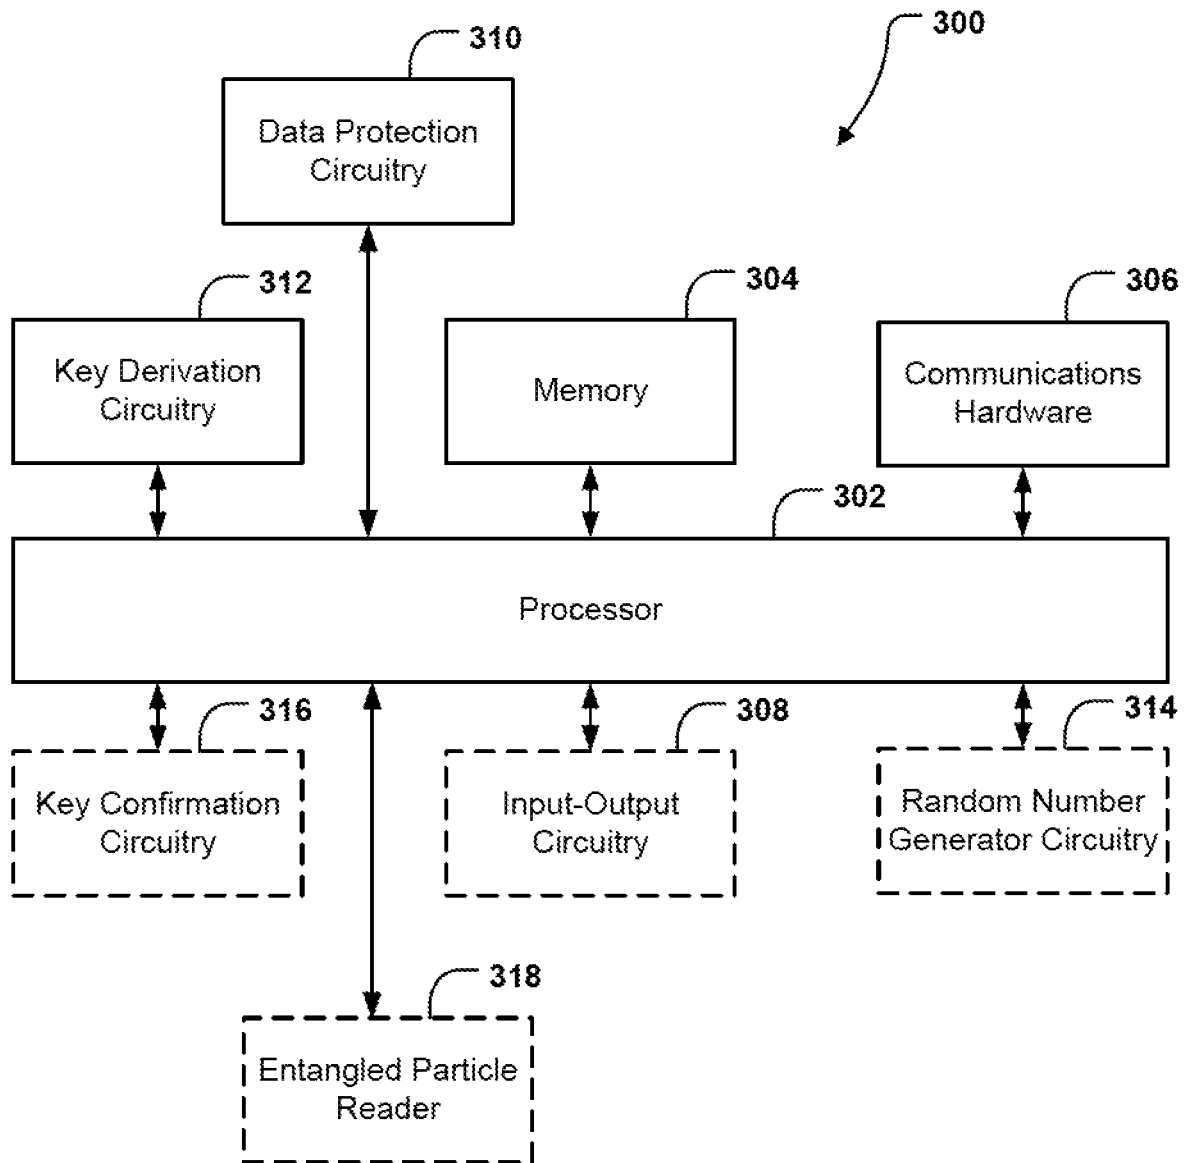 310
300
Data Protection
Circuitry
312
304
306
Key Derivation
Circuitry
Memory
Communications
Hardware
302
Processor
316
308
314
Key Confirmation
Circuitry
Input-Output
Circuitry
Random Number
Generator Circuitry
318
Entangled Particle
Reader